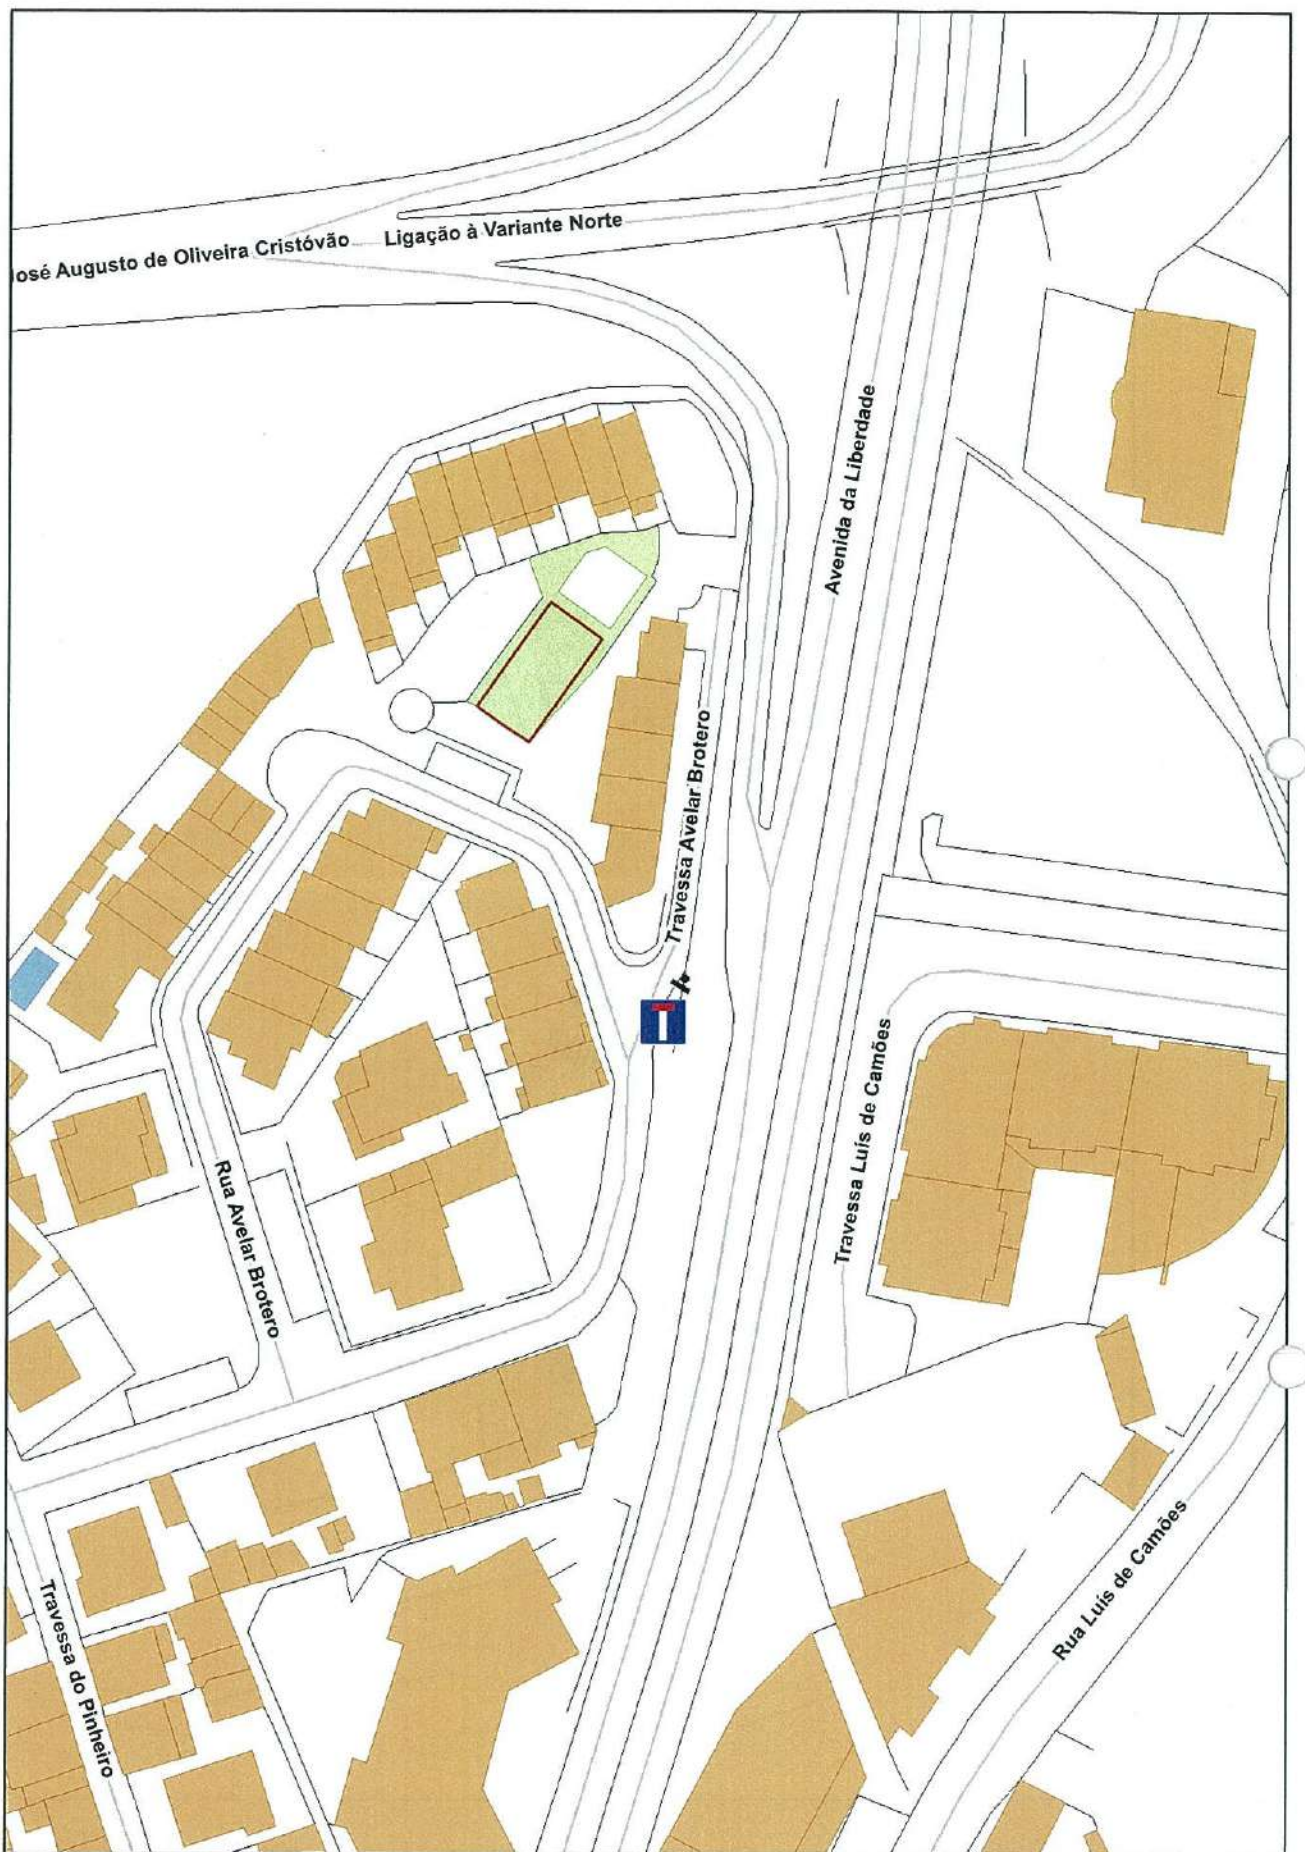 José Augusto de Oliveira Cristóvão
Ligação à Variante Norte
Avenida da Liberdade
Travessa Avelar Brotero
Travessa Luís de Camões
Rua Avelar Brotero
Rua Luís de Camões
Travessa do Pinheiro